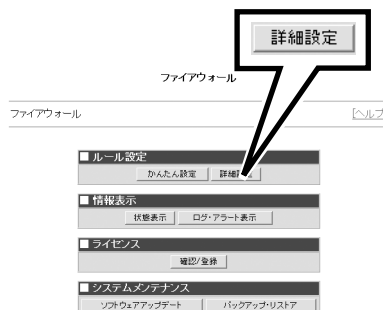 詳細設定
ファイアウォール
ファイアウォール [ヘルプ
■ ルール設定
かんたん設定 詳細
■ 情報表示
状態表示 ログ・アラート表示
■ ライセンス
確認/登録
■ システムメンテナンス
ソフトウェアアップデート バックアップ・リストア